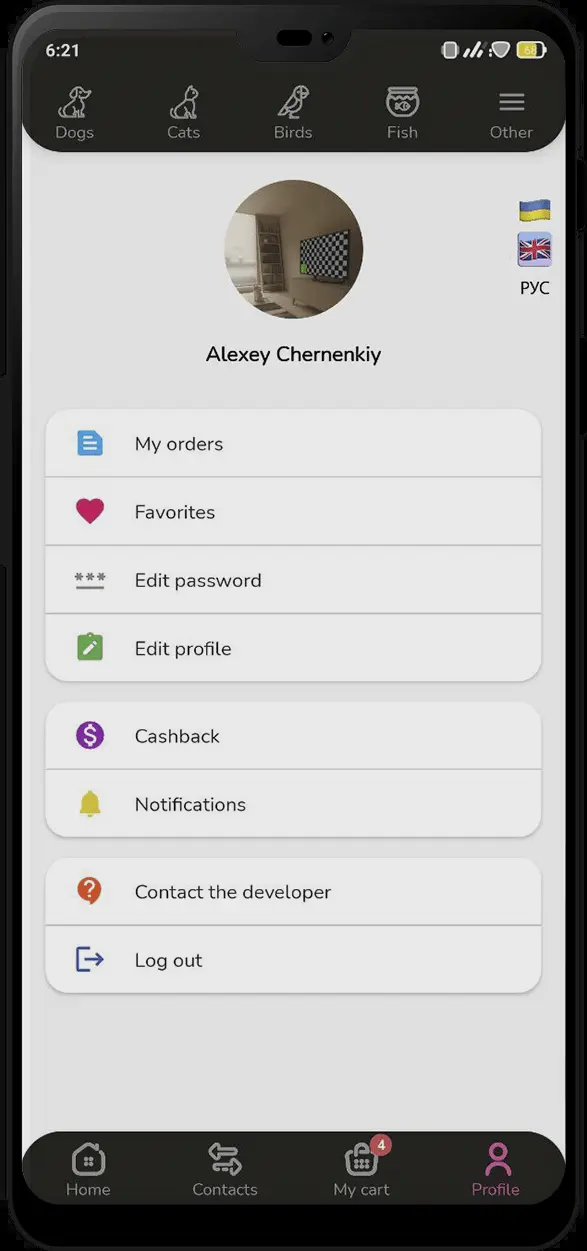 6:21
68
Dogs Cats Birds Fish Other
РУС
Alexey Chernenkiy
My orders
Favorites
Edit password
Edit profile
Cashback
Notifications
Contact the developer
Log out
4
Home Contacts My cart Profile